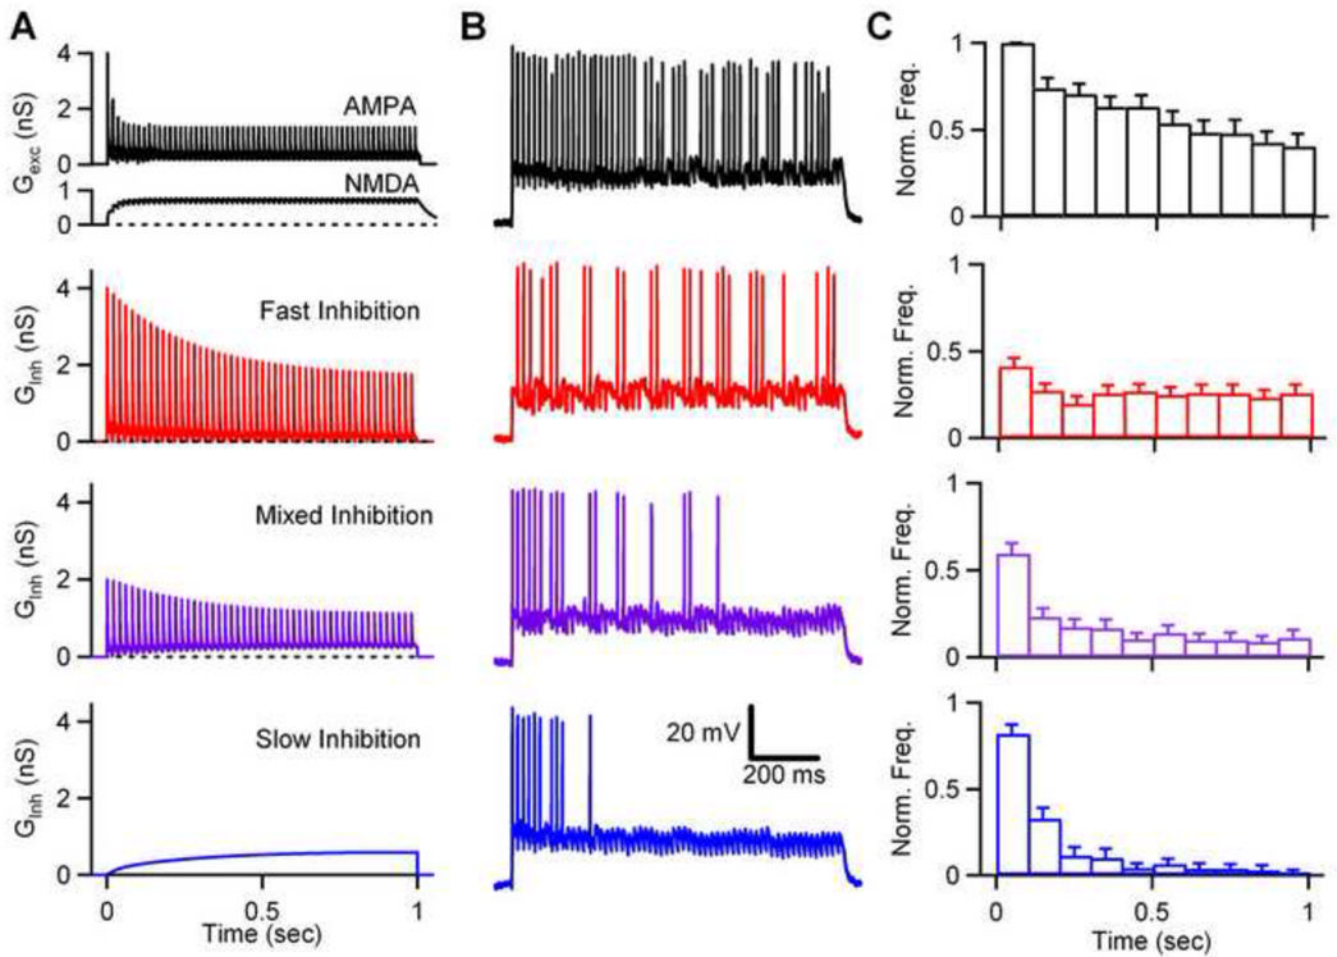 A
B
C
4
2
0
1
0
G_exc (nS)
AMPA
NMDA
1
0.5
0
Norm. Freq.
4
2
0
G_Inh (nS)
Fast Inhibition
1
0.5
0
Norm. Freq.
4
2
0
G_Inh (nS)
Mixed Inhibition
1
0.5
0
Norm. Freq.
4
2
0
G_Inh (nS)
Slow Inhibition
0
0.5
1
Time (sec)
20 mV
200 ms
1
0.5
0
Norm. Freq.
0
0.5
1
Time (sec)